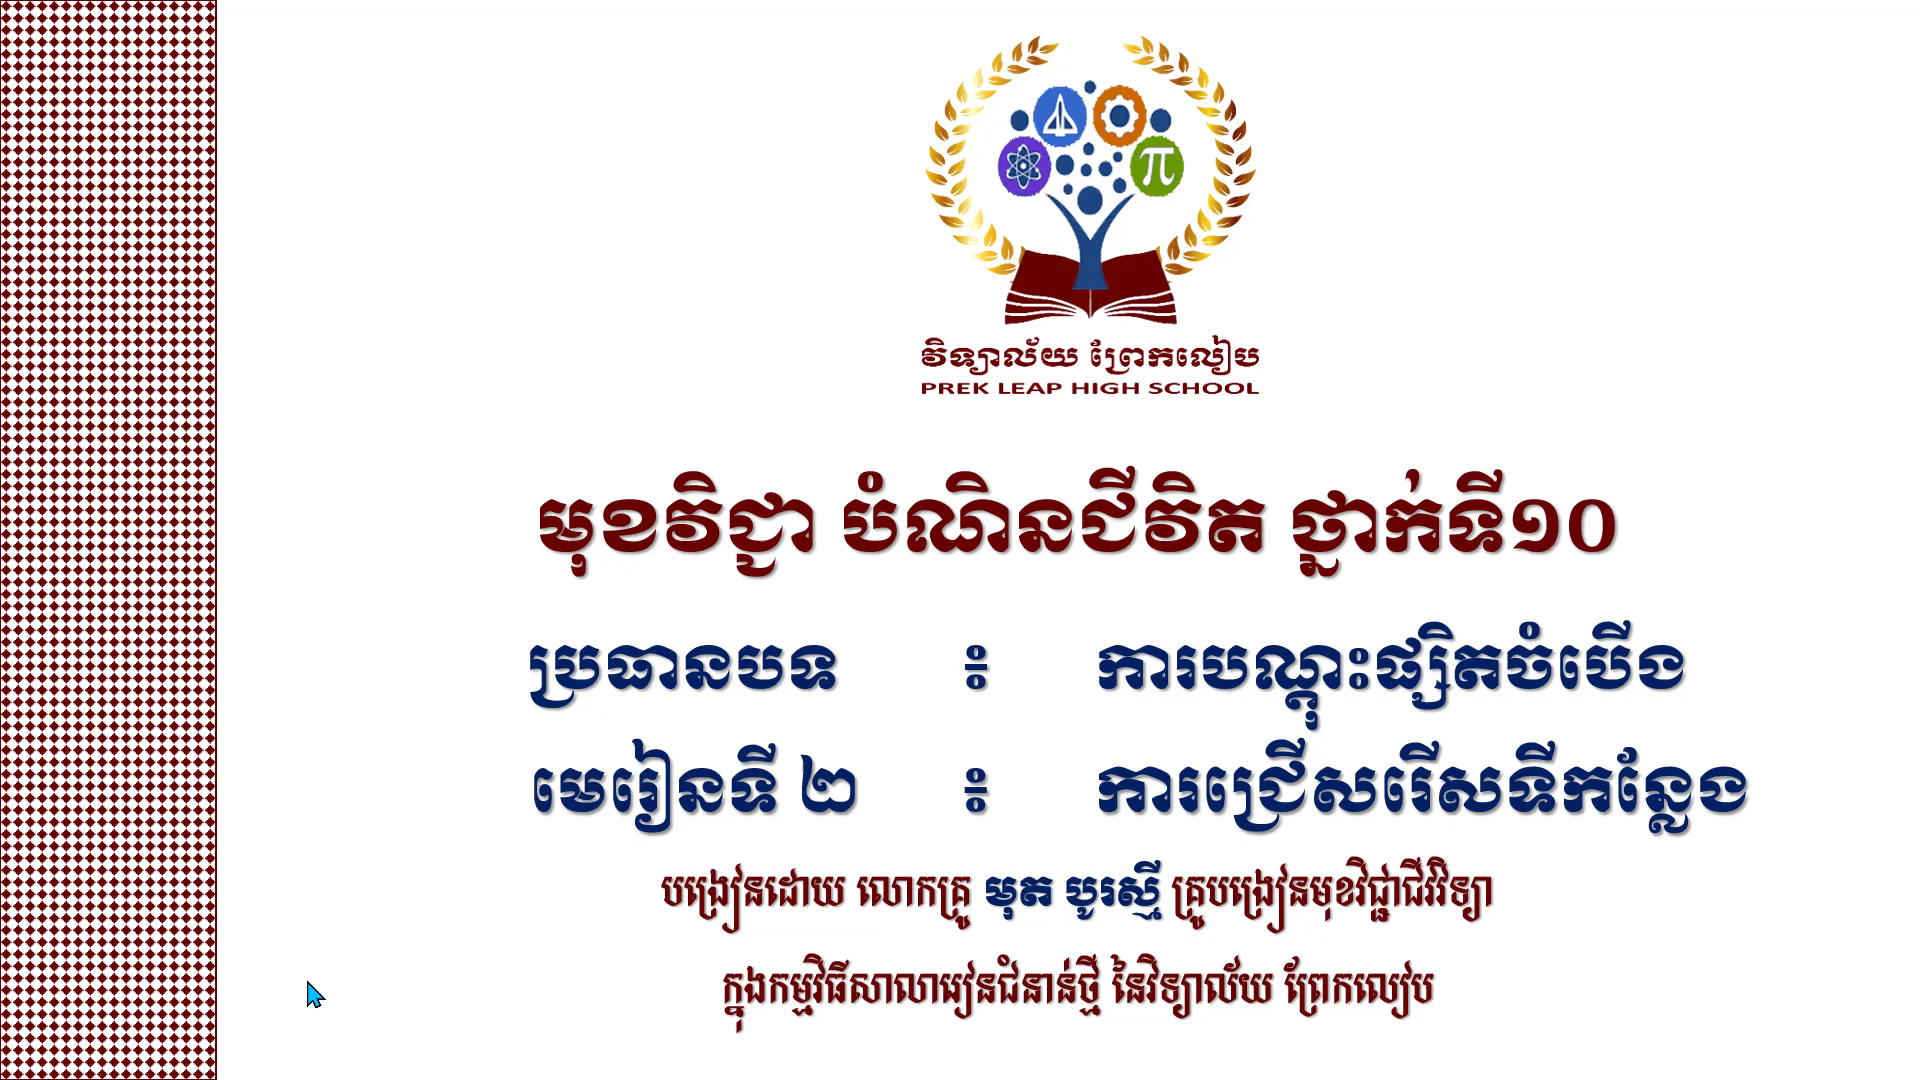 វិទ្យាល័យ ព្រែកលៀប
PREK LEAP HIGH SCHOOL
មុខវិជ្ជា បំណិនជីវិត ថ្នាក់ទី១០
ប្រធានបទ ៖ ការបណ្តុះផ្សិតចំបើង
មេរៀនទី ២ ៖ ការជ្រើសរើសទីកន្លែង
បង្រៀនដោយ លោកគ្រូ មុត បូរស្មី គ្រូបង្រៀនមុខវិជ្ជាជីវវិទ្យា
ក្នុងកម្មវិធីសាលារៀនជំនាន់ថ្មី នៃវិទ្យាល័យ ព្រែកលៀប